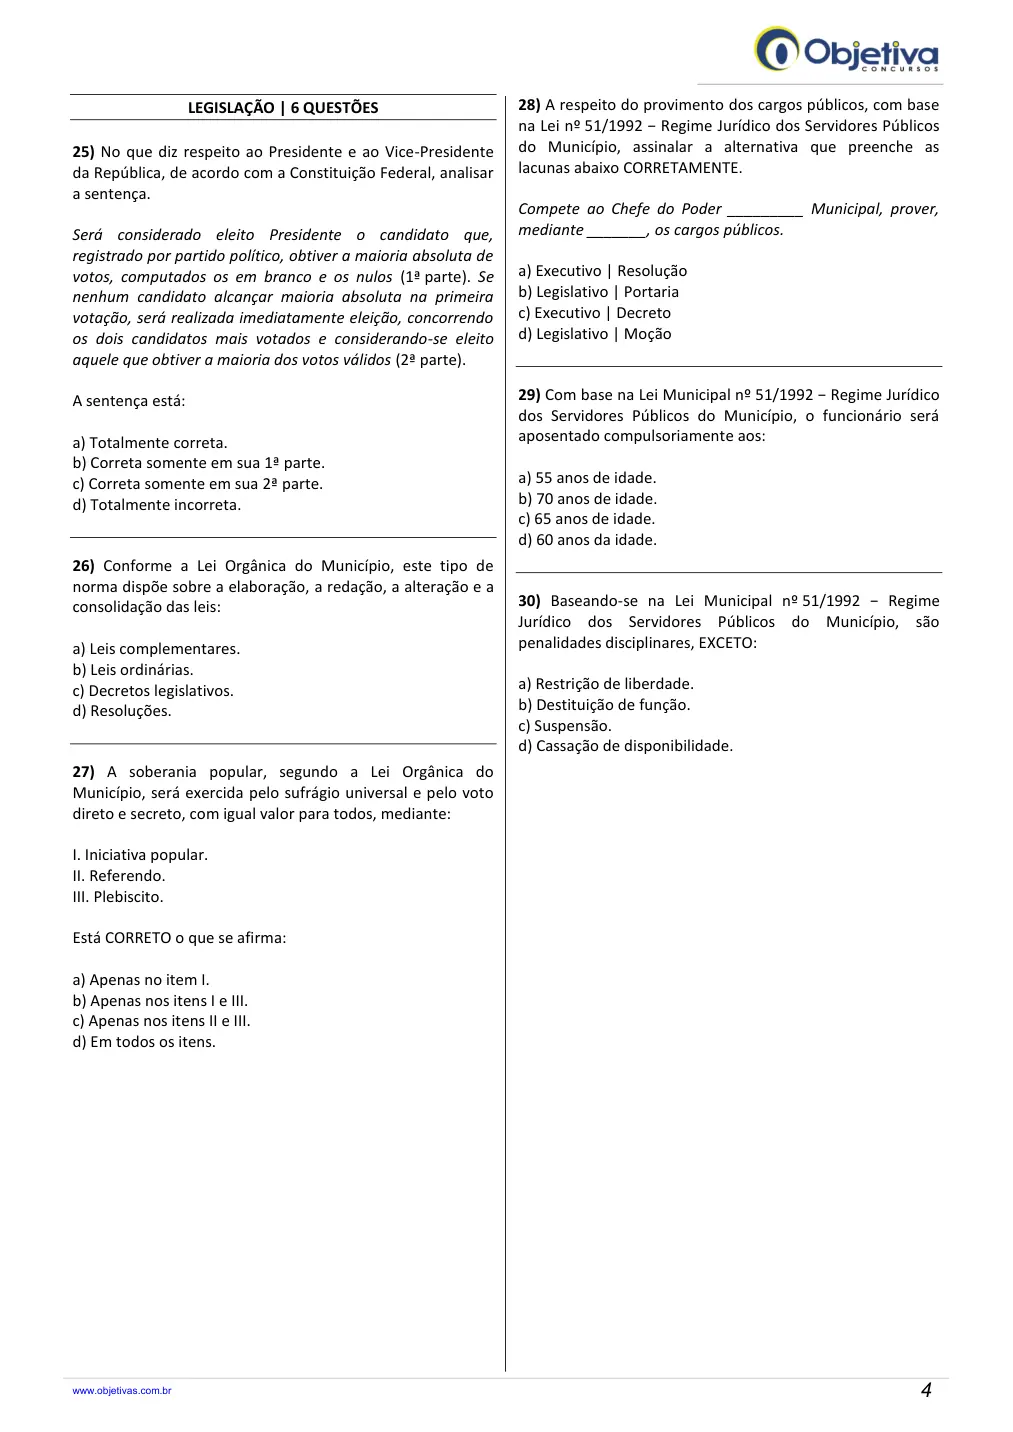 Objetiva
CONCURSOS
LEGISLAÇÃO | 6 QUESTÕES
25) No que diz respeito ao Presidente e ao Vice-Presidente
da República, de acordo com a Constituição Federal, analisar
a sentença.
Será considerado eleito Presidente o candidato que,
registrado por partido político, obtiver a maioria absoluta de
votos, computados os em branco e os nulos (1ª parte). Se
nenhum candidato alcançar maioria absoluta na primeira
votação, será realizada imediatamente eleição, concorrendo
os dois candidatos mais votados e considerando-se eleito
aquele que obtiver a maioria dos votos válidos (2ª parte).
A sentença está:
a) Totalmente correta.
b) Correta somente em sua 1ª parte.
c) Correta somente em sua 2ª parte.
d) Totalmente incorreta.
26) Conforme a Lei Orgânica do Município, este tipo de
norma dispõe sobre a elaboração, a redação, a alteração e a
consolidação das leis:
a) Leis complementares.
b) Leis ordinárias.
c) Decretos legislativos.
d) Resoluções.
27) A soberania popular, segundo a Lei Orgânica do
Município, será exercida pelo sufrágio universal e pelo voto
direto e secreto, com igual valor para todos, mediante:
I. Iniciativa popular.
II. Referendo.
III. Plebiscito.
Está CORRETO o que se afirma:
a) Apenas no item I.
b) Apenas nos itens I e III.
c) Apenas nos itens II e III.
d) Em todos os itens.
28) A respeito do provimento dos cargos públicos, com base
na Lei nº 51/1992 − Regime Jurídico dos Servidores Públicos
do Município, assinalar a alternativa que preenche as
lacunas abaixo CORRETAMENTE.
Compete ao Chefe do Poder _________ Municipal, prover,
mediante _______, os cargos públicos.
a) Executivo | Resolução
b) Legislativo | Portaria
c) Executivo | Decreto
d) Legislativo | Moção
29) Com base na Lei Municipal nº 51/1992 − Regime Jurídico
dos Servidores Públicos do Município, o funcionário será
aposentado compulsoriamente aos:
a) 55 anos de idade.
b) 70 anos de idade.
c) 65 anos de idade.
d) 60 anos da idade.
30) Baseando-se na Lei Municipal nº 51/1992 − Regime
Jurídico dos Servidores Públicos do Município, são
penalidades disciplinares, EXCETO:
a) Restrição de liberdade.
b) Destituição de função.
c) Suspensão.
d) Cassação de disponibilidade.
www.objetivas.com.br
4